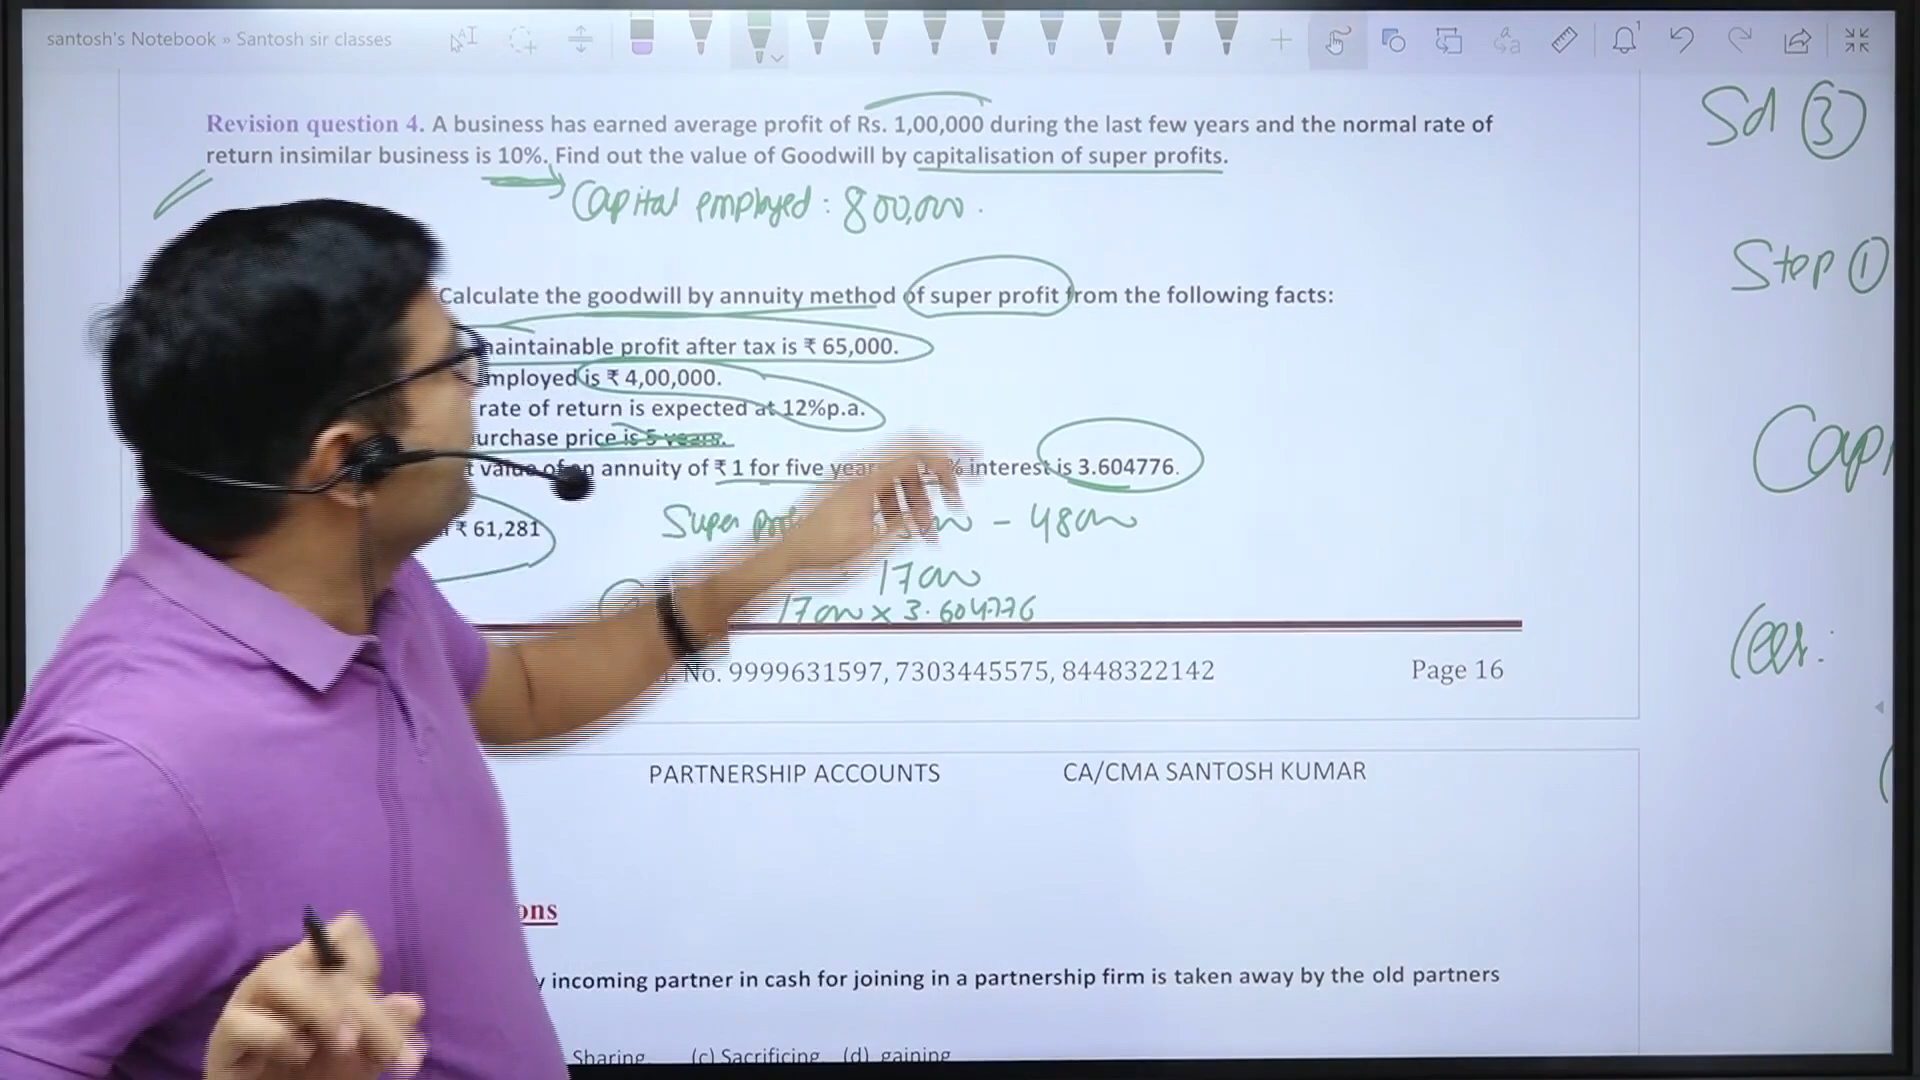 santosh's Notebook » Santosh sir classes
Revision question 4. A business has earned average profit of Rs. 1,00,000 during the last few years and the normal rate of
return insimilar business is 10%. Find out the value of Goodwill by capitalisation of super profits.
Capital employed : 800,000 .
Calculate the goodwill by annuity method of super profit from the following facts:
maintainable profit after tax is ₹ 65,000.
mployed is ₹ 4,00,000.
rate of return is expected at 12%p.a.
urchase price is 5 years.
t value of an annuity of ₹ 1 for five years interest is 3.604776.
₹ 61,281
Super - 48000
17000
17000 x 3.604776
No. 9999631597, 7303445575, 8448322142
Page 16
PARTNERSHIP ACCOUNTS CA/CMA SANTOSH KUMAR
ons
y incoming partner in cash for joining in a partnership firm is taken away by the old partners
Sharing (c) Sacrificing (d) gaining
Sol 3
Step 1
Cap